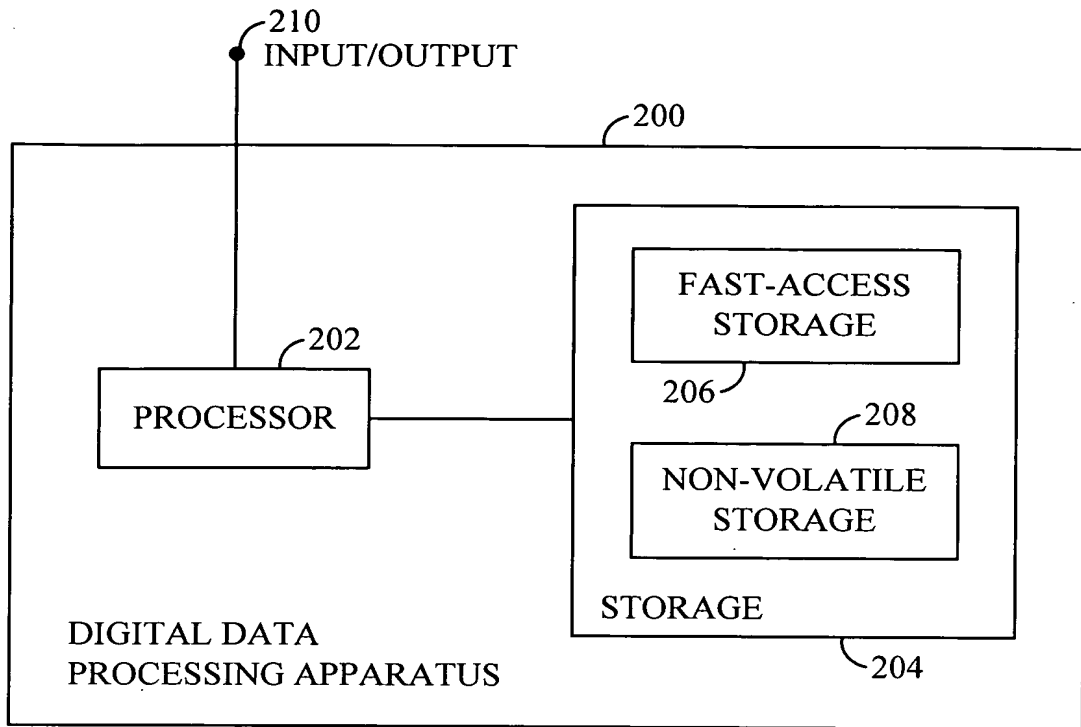 210
INPUT/OUTPUT
200
FAST-ACCESS
STORAGE
206
202
PROCESSOR
208
NON-VOLATILE
STORAGE
STORAGE
204
DIGITAL DATA
PROCESSING APPARATUS